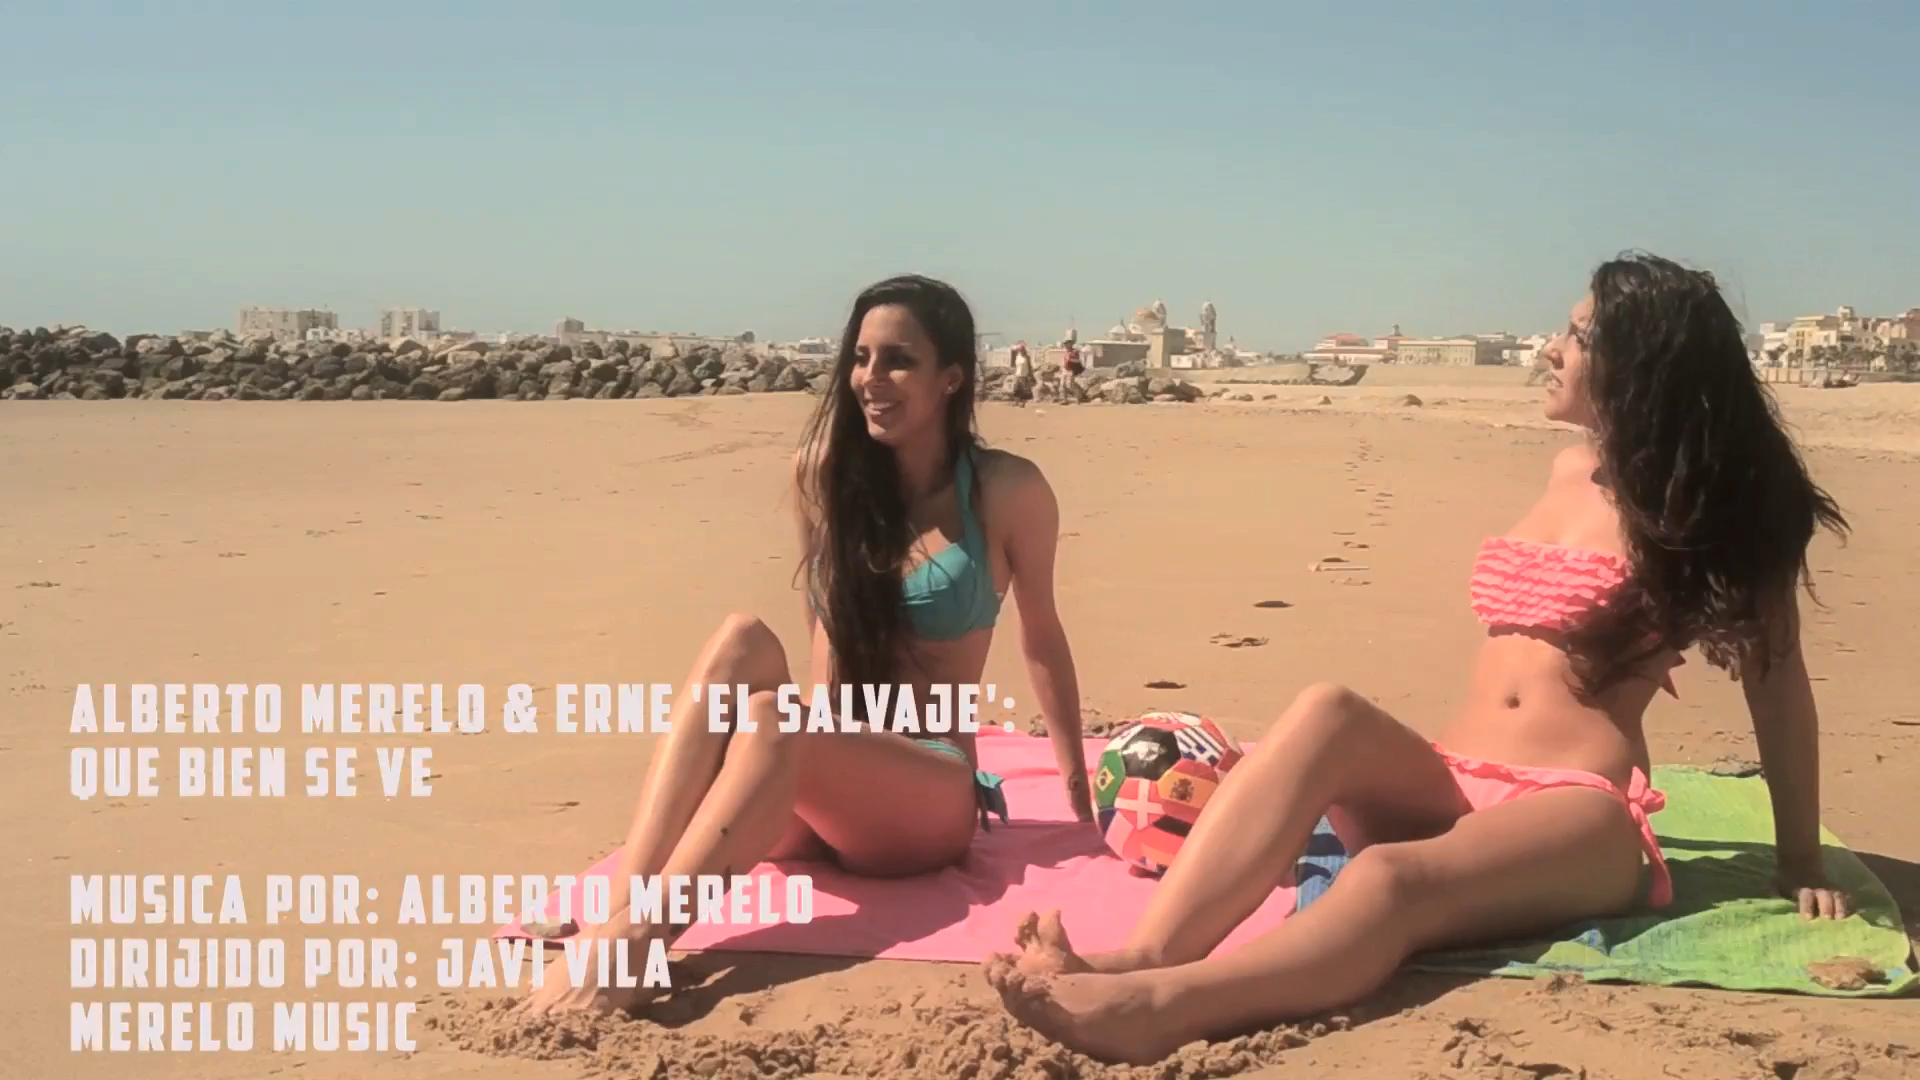 ALBERTO MERELO & ERNE 'EL SALVAJE':
QUE BIEN SE VE
MUSICA POR: ALBERTO MERELO
DIRIJIDO POR: JAVI VILA
MERELO MUSIC